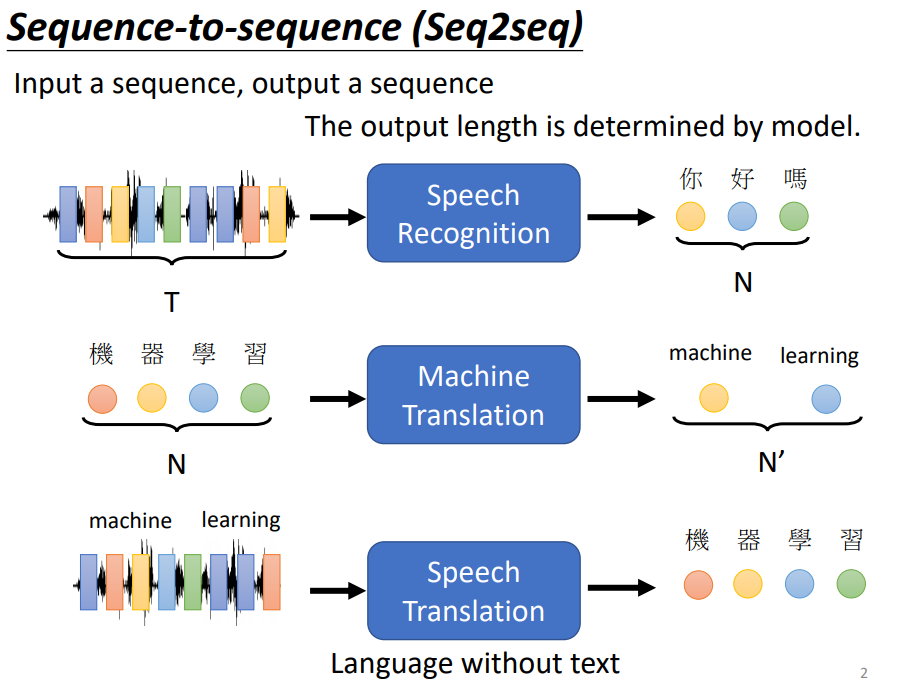 Sequence-to-sequence (Seq2seq)
Input a sequence, output a sequence
The output length is determined by model.
Speech
Recognition
你 好 嗎
T
N
機 器 學 習
Machine
Translation
machine learning
N
N’
machine learning
Speech
Translation
機 器 學 習
Language without text
2